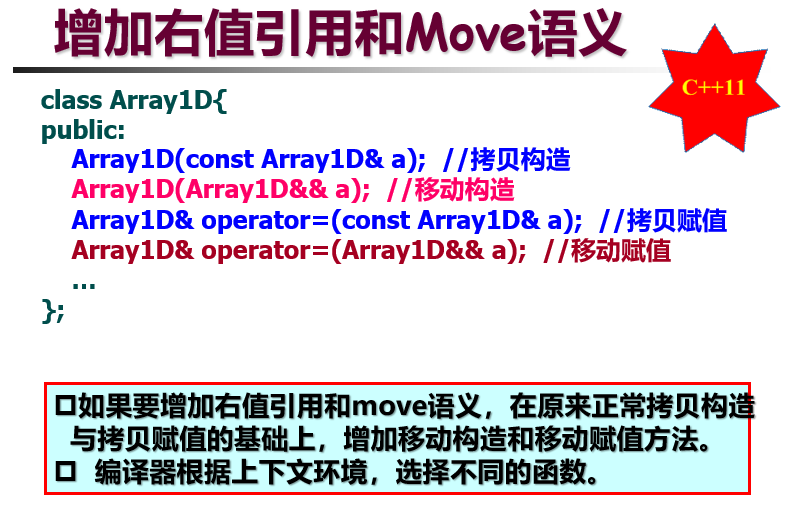 增加右值引用和Move语义
C++11
class Array1D{
public:
Array1D(const Array1D& a); //拷贝构造
Array1D(Array1D&& a); //移动构造
Array1D& operator=(const Array1D& a); //拷贝赋值
Array1D& operator=(Array1D&& a); //移动赋值
...
};
如果要增加右值引用和move语义，在原来正常拷贝构造
与拷贝赋值的基础上，增加移动构造和移动赋值方法。
编译器根据上下文环境，选择不同的函数。